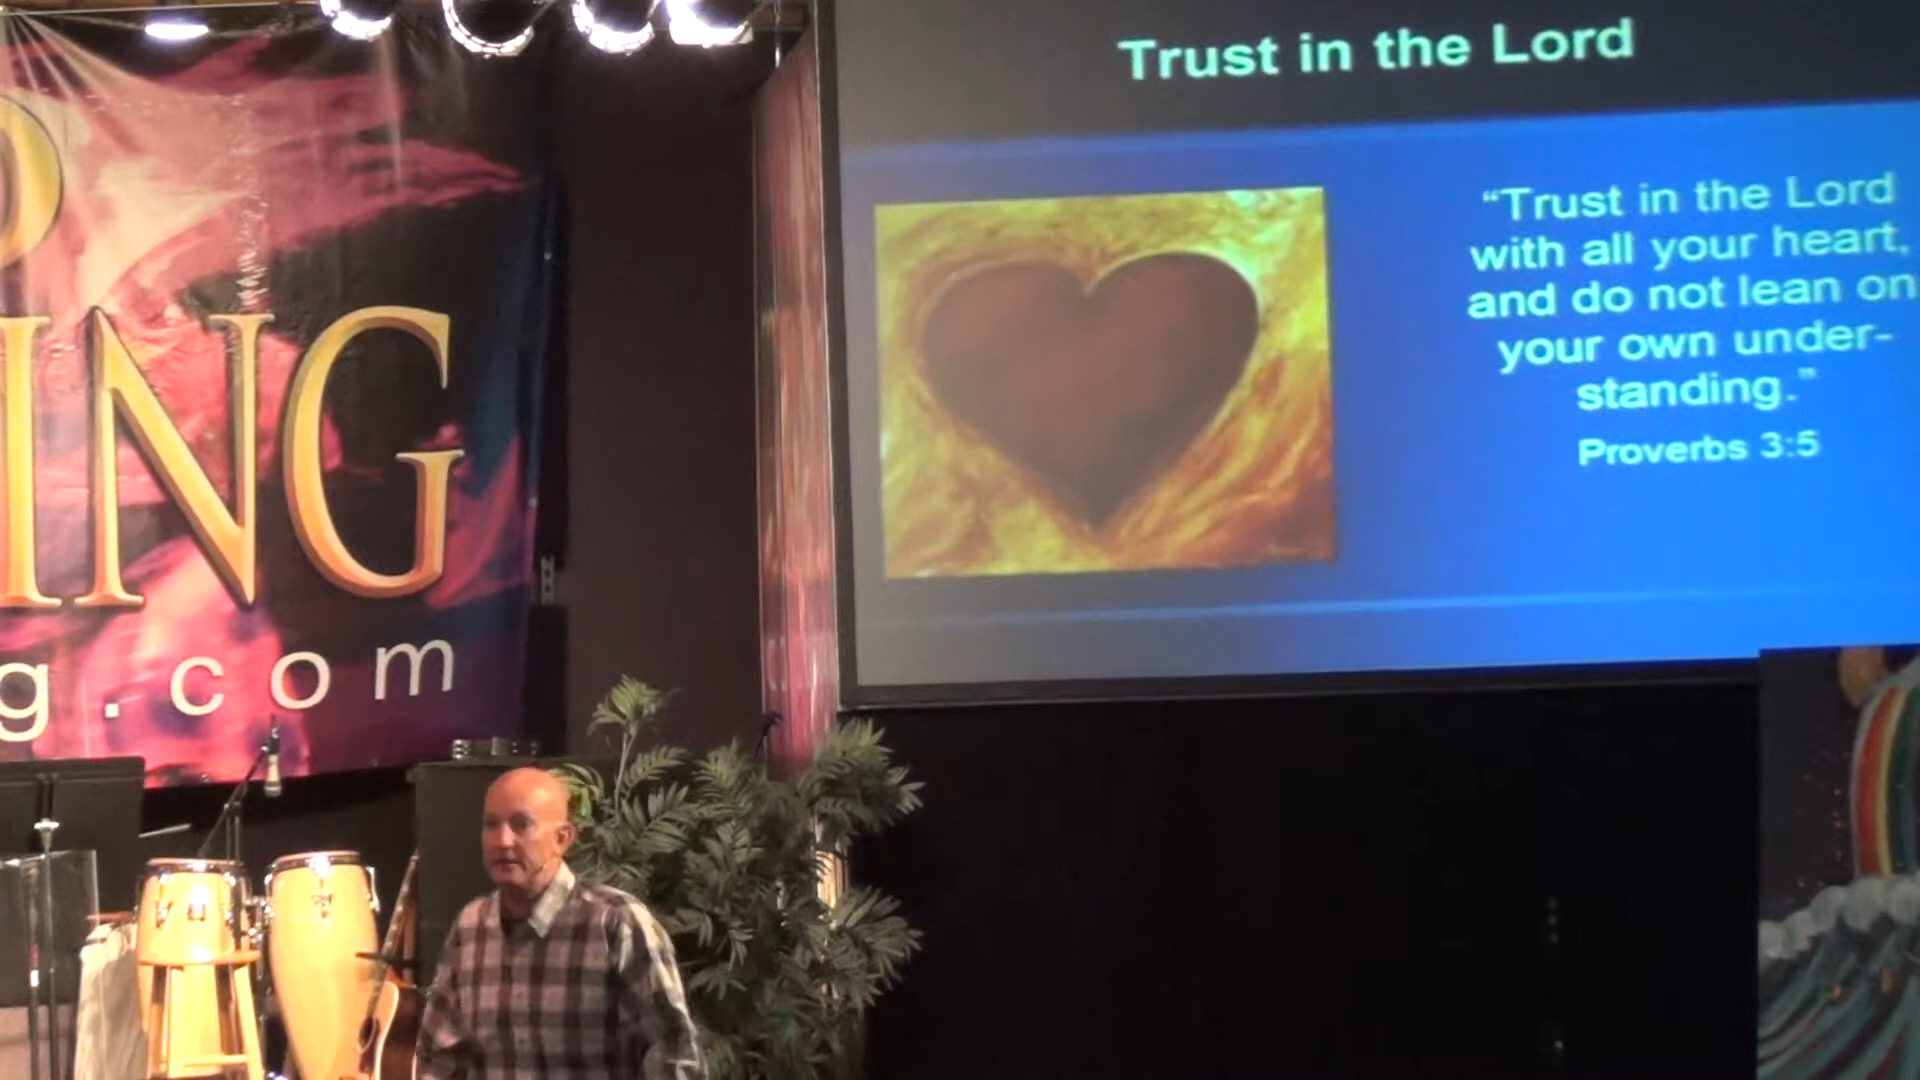 ING
g.com
Trust in the Lord
“Trust in the Lord
with all your heart,
and do not lean on
your own under-
standing.”
Proverbs 3:5